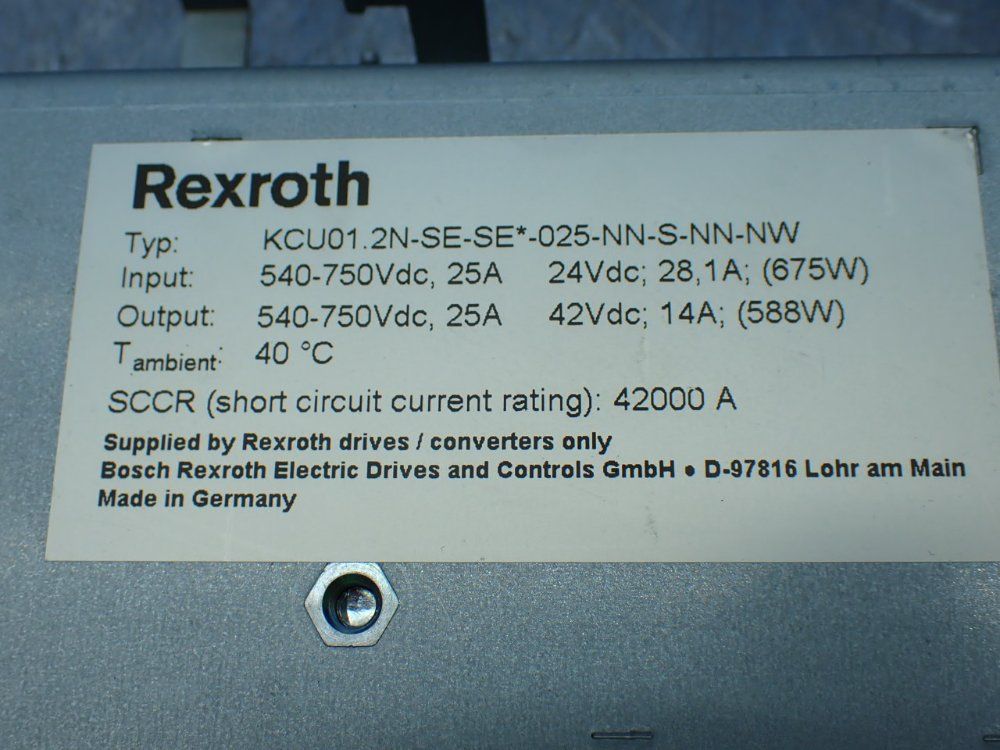 Rexroth
Typ: KCU01.2N-SE-SE*-025-NN-S-NN-NW
Input: 540-750Vdc, 25A 24Vdc; 28,1A; (675W)
Output: 540-750Vdc, 25A 42Vdc; 14A; (588W)
Tambient: 40 °C
SCCR (short circuit current rating): 42000 A
Supplied by Rexroth drives / converters only
Bosch Rexroth Electric Drives and Controls GmbH • D-97816 Lohr am Main
Made in Germany